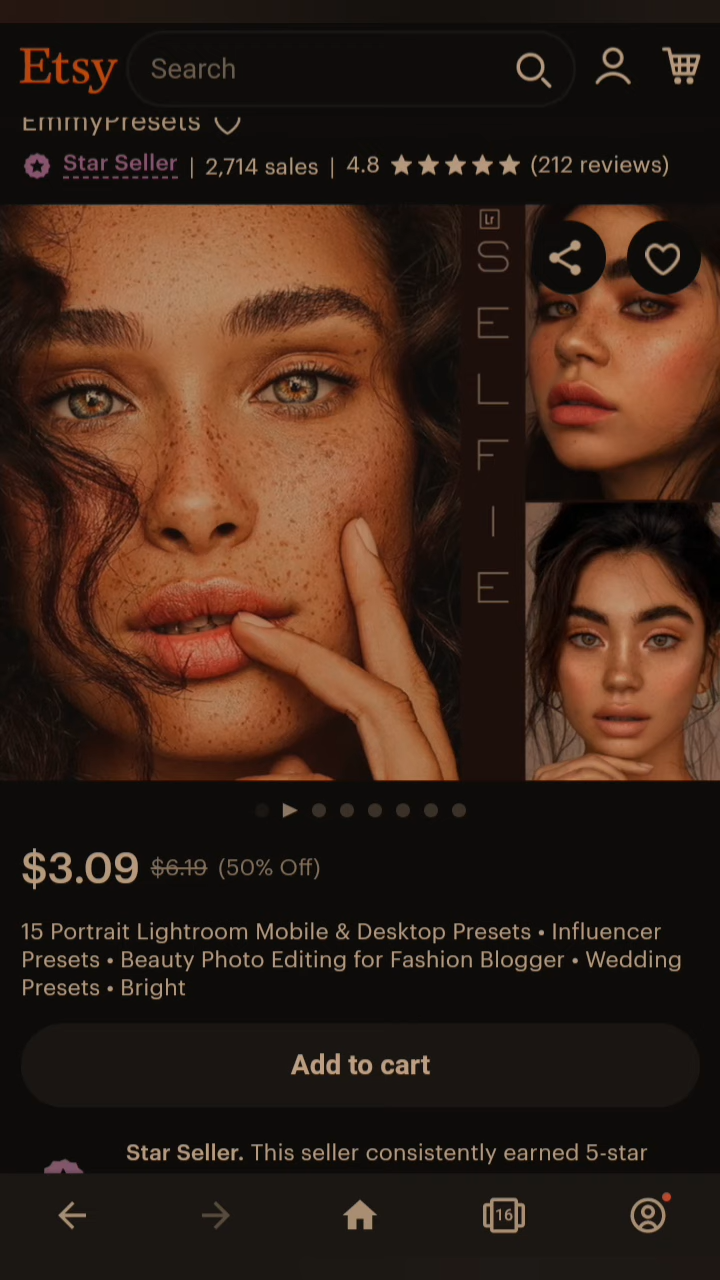 Etsy
Search
EmmyPresets
Star Seller | 2,714 sales | 4.8 ★★★★★ (212 reviews)
Lr
SELFIE
$3.09 $6.19 (50% Off)
15 Portrait Lightroom Mobile & Desktop Presets • Influencer
Presets • Beauty Photo Editing for Fashion Blogger • Wedding
Presets • Bright
Add to cart
Star Seller. This seller consistently earned 5-star
16